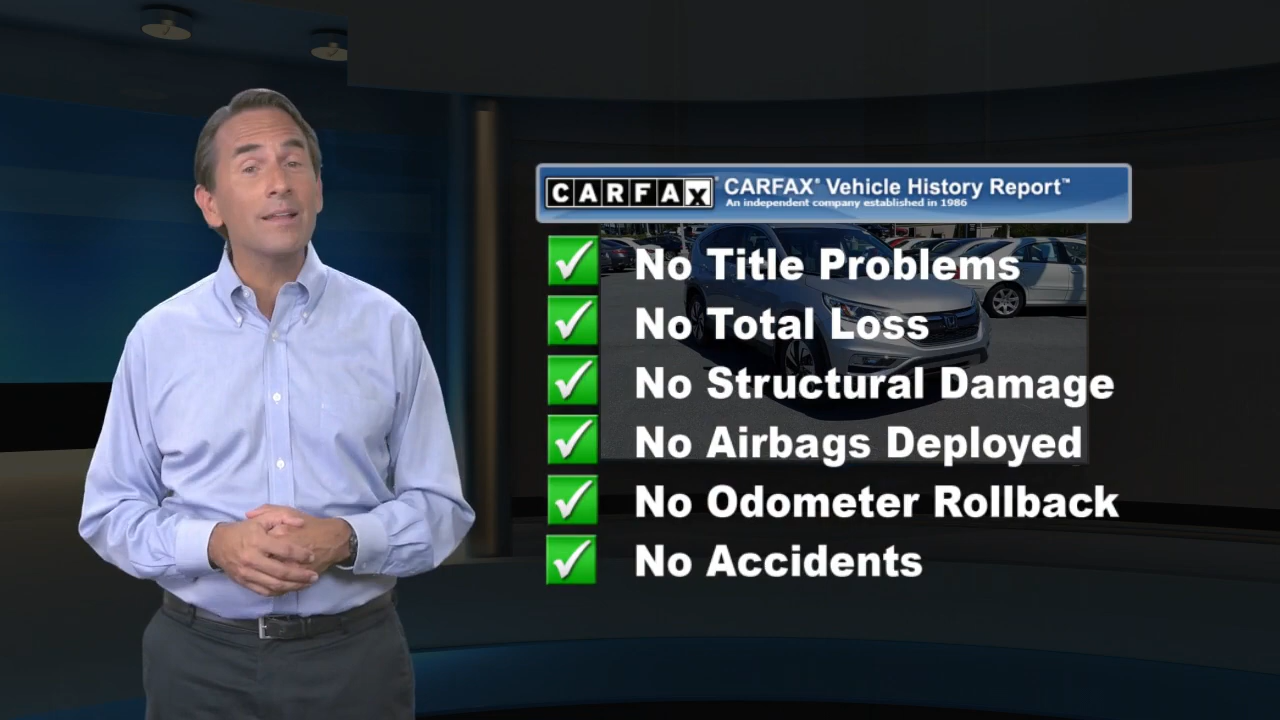 CARFAX® CARFAX® Vehicle History Report™
An independent company established in 1986
No Title Problems
No Total Loss
No Structural Damage
No Airbags Deployed
No Odometer Rollback
No Accidents